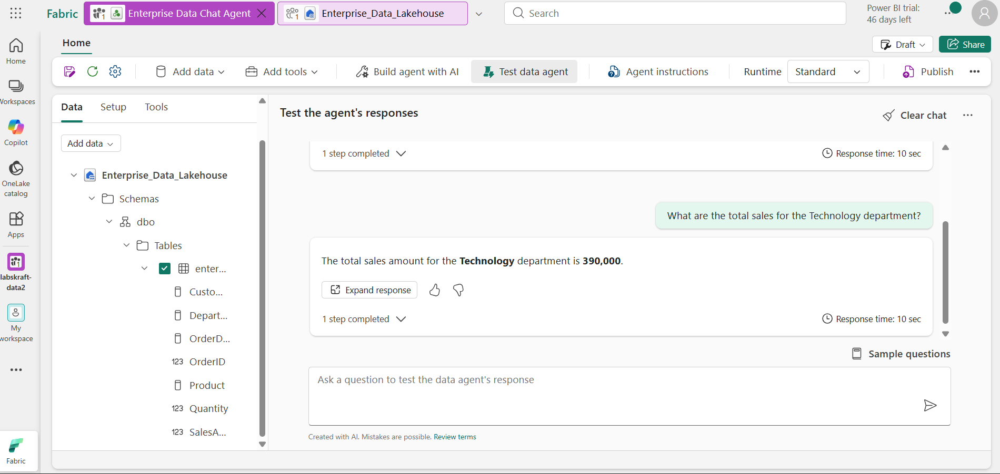 Fabric
1 Enterprise Data Chat Agent
1 Enterprise_Data_Lakehouse
Search
Power BI trial:
46 days left
Home
Draft
Share
Add data
Add tools
Build agent with AI
Test data agent
Agent instructions
Runtime
Standard
Publish
Home
Workspaces
Copilot
OneLake
catalog
Apps
1
labskraft-
data2
My
workspace
Fabric
Data
Setup
Tools
Add data
Enterprise_Data_Lakehouse
Schemas
dbo
Tables
enter...
Custo...
Depart...
OrderD...
123 OrderID
Product
123 Quantity
123 SalesA...
Test the agent's responses
Clear chat
1 step completed
Response time: 10 sec
What are the total sales for the Technology department?
The total sales amount for the Technology department is 390,000.
Expand response
1 step completed
Response time: 10 sec
Sample questions
Ask a question to test the data agent's response
Created with AI. Mistakes are possible. Review terms